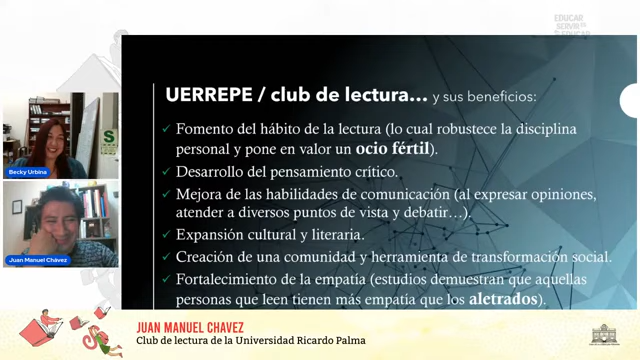 EDUCAR
SERVIR ES
EDUCAR
UERREPE / club de lectura... y sus beneficios:
✓ Fomento del hábito de la lectura (lo cual robustece la disciplina
personal y pone en valor un ocio fértil).
✓ Desarrollo del pensamiento crítico.
✓ Mejora de las habilidades de comunicación (al expresar opiniones,
atender a diversos puntos de vista y debatir…).
✓ Expansión cultural y literaria.
✓ Creación de una comunidad y herramienta de transformación social.
✓ Fortalecimiento de la empatía (estudios demuestran que aquellas
personas que leen tienen más empatía que los aletrados).
Becky Urbina
Juan Manuel Chávez
JUAN MANUEL CHAVEZ
Club de lectura de la Universidad Ricardo Palma